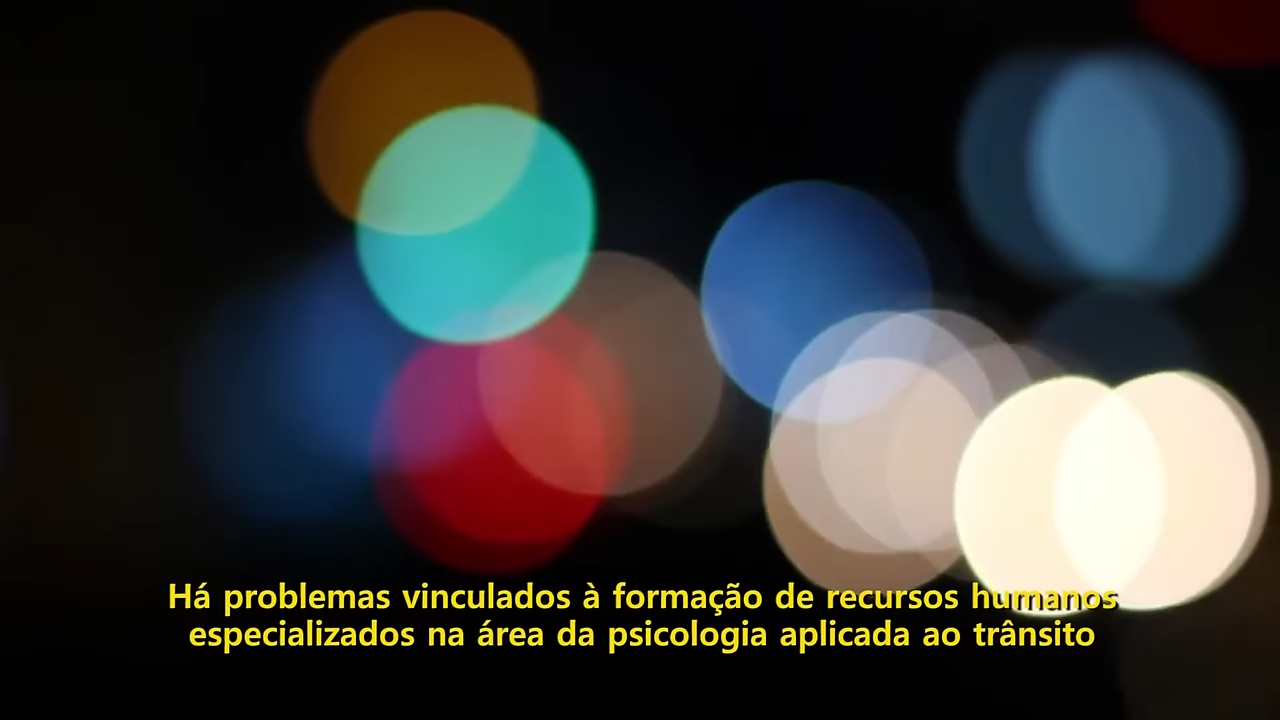 Há problemas vinculados à formação de recursos humanos
especializados na área da psicologia aplicada ao trânsito